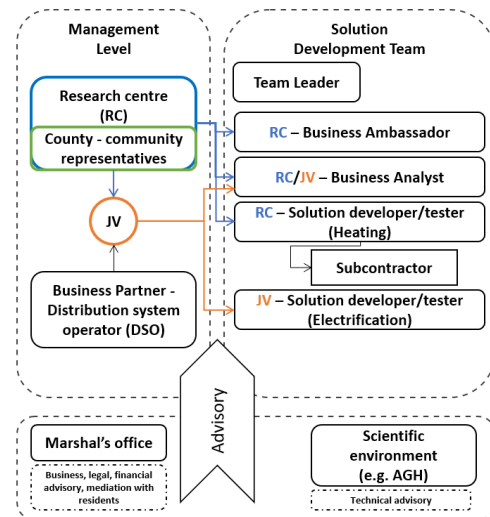 Management
Level
Research centre
(RC)
County - community
representatives
JV
Business Partner -
Distribution system
operator (DSO)
Solution
Development Team
Team Leader
RC – Business Ambassador
RC/JV – Business Analyst
RC – Solution developer/tester
(Heating)
Subcontractor
JV – Solution developer/tester
(Electrification)
Advisory
Marshal's office
Business, legal, financial
advisory, mediation with
residents
Scientific
environment
(e.g. AGH)
Technical advisory